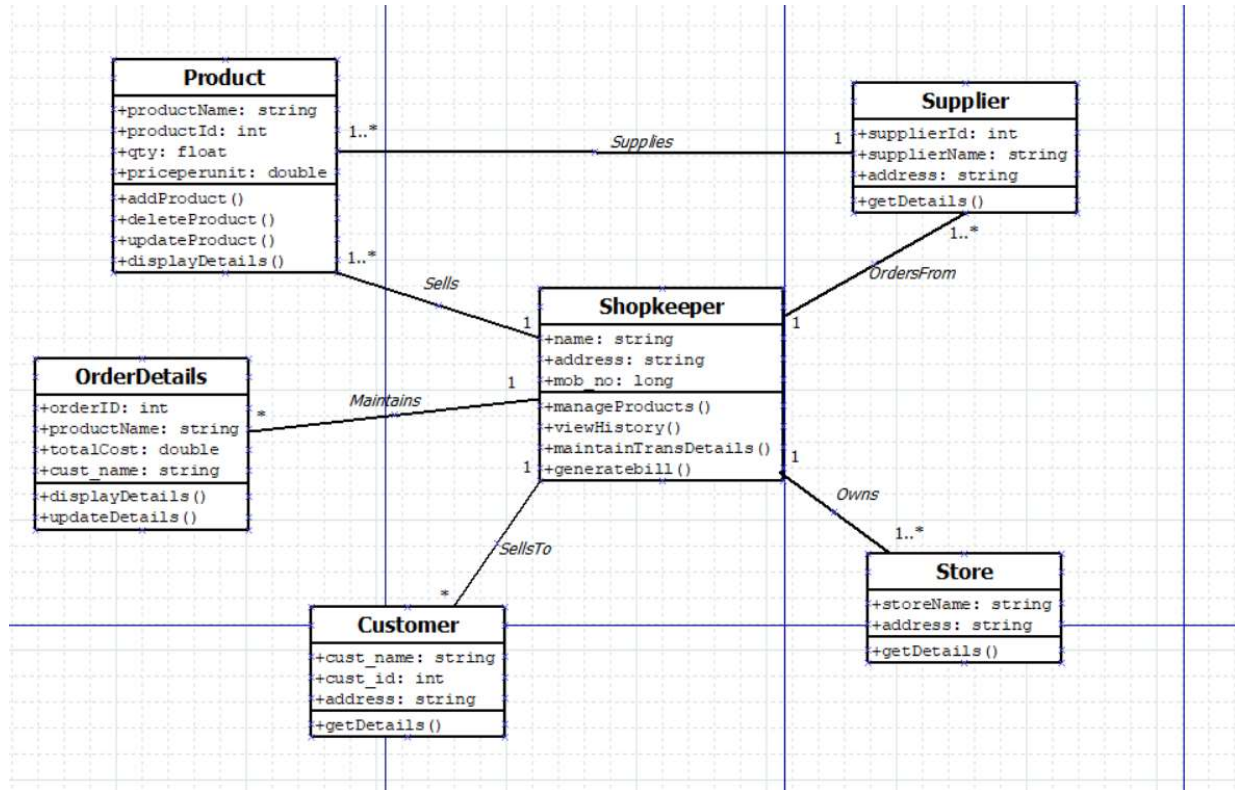 Product
+productName: string
+productId: int
+qty: float
+priceperunit: double
+addProduct()
+deleteProduct()
+updateProduct()
+displayDetails()
1..*
Supplies
1
Supplier
+supplierId: int
+supplierName: string
+address: string
+getDetails()
1..*
OrdersFrom
1
1..*
Sells
1
Shopkeeper
+name: string
+address: string
+mob_no: long
+manageProducts()
+viewHistory()
+maintainTransDetails()
+generatebill()
OrderDetails
+orderID: int
+productName: string
+totalCost: double
+cust_name: string
+displayDetails()
+updateDetails()
*
Maintains
1
1
SellsTo
*
1
Owns
1..*
Customer
+cust_name: string
+cust_id: int
+address: string
+getDetails()
Store
+storeName: string
+address: string
+getDetails()